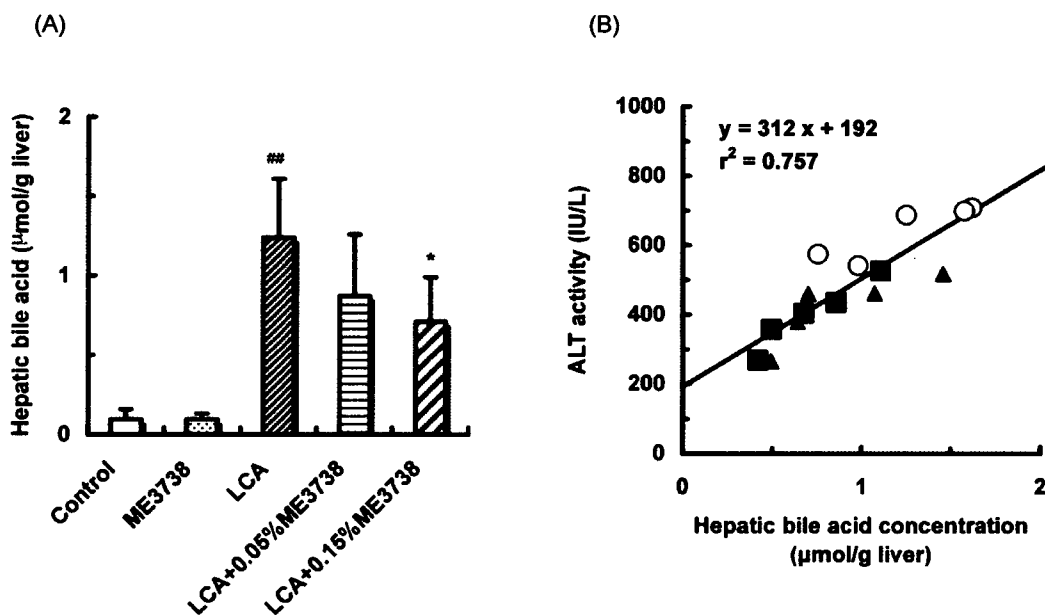 (A)
Hepatic bile acid (µmol/g liver)
2
1
0
##
*
Control
ME3738
LCA
LCA+0.05%ME3738
LCA+0.15%ME3738
(B)
ALT activity (IU/L)
1000
800
600
400
200
0
y = 312 x + 192
r² = 0.757
0
1
2
Hepatic bile acid concentration
(µmol/g liver)